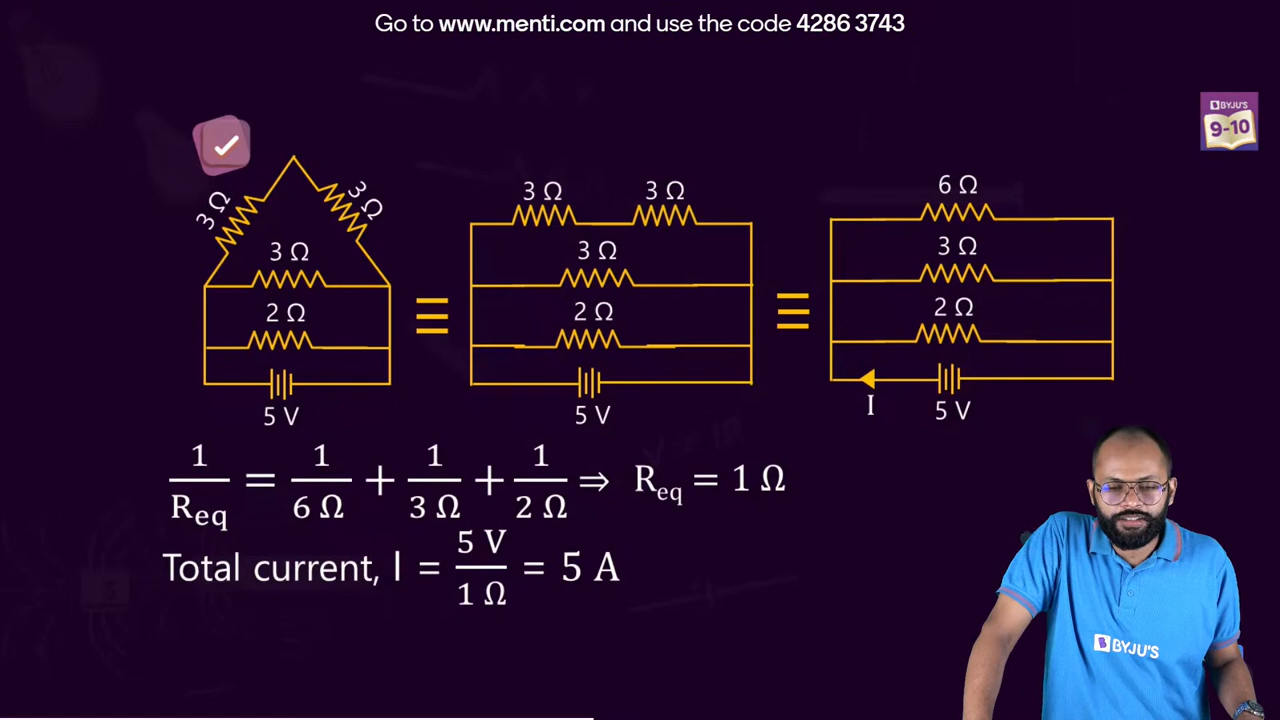 Go to www.menti.com and use the code 4286 3743
BYJU'S
9-10
3 Ω 3 Ω
3 Ω
2 Ω
5 V
≡
3 Ω 3 Ω
3 Ω
2 Ω
5 V
≡
6 Ω
3 Ω
2 Ω
I 5 V
1/R_eq = 1/6 Ω + 1/3 Ω + 1/2 Ω ⇒ R_eq = 1 Ω
Total current, I = 5 V/1 Ω = 5 A
BYJU'S